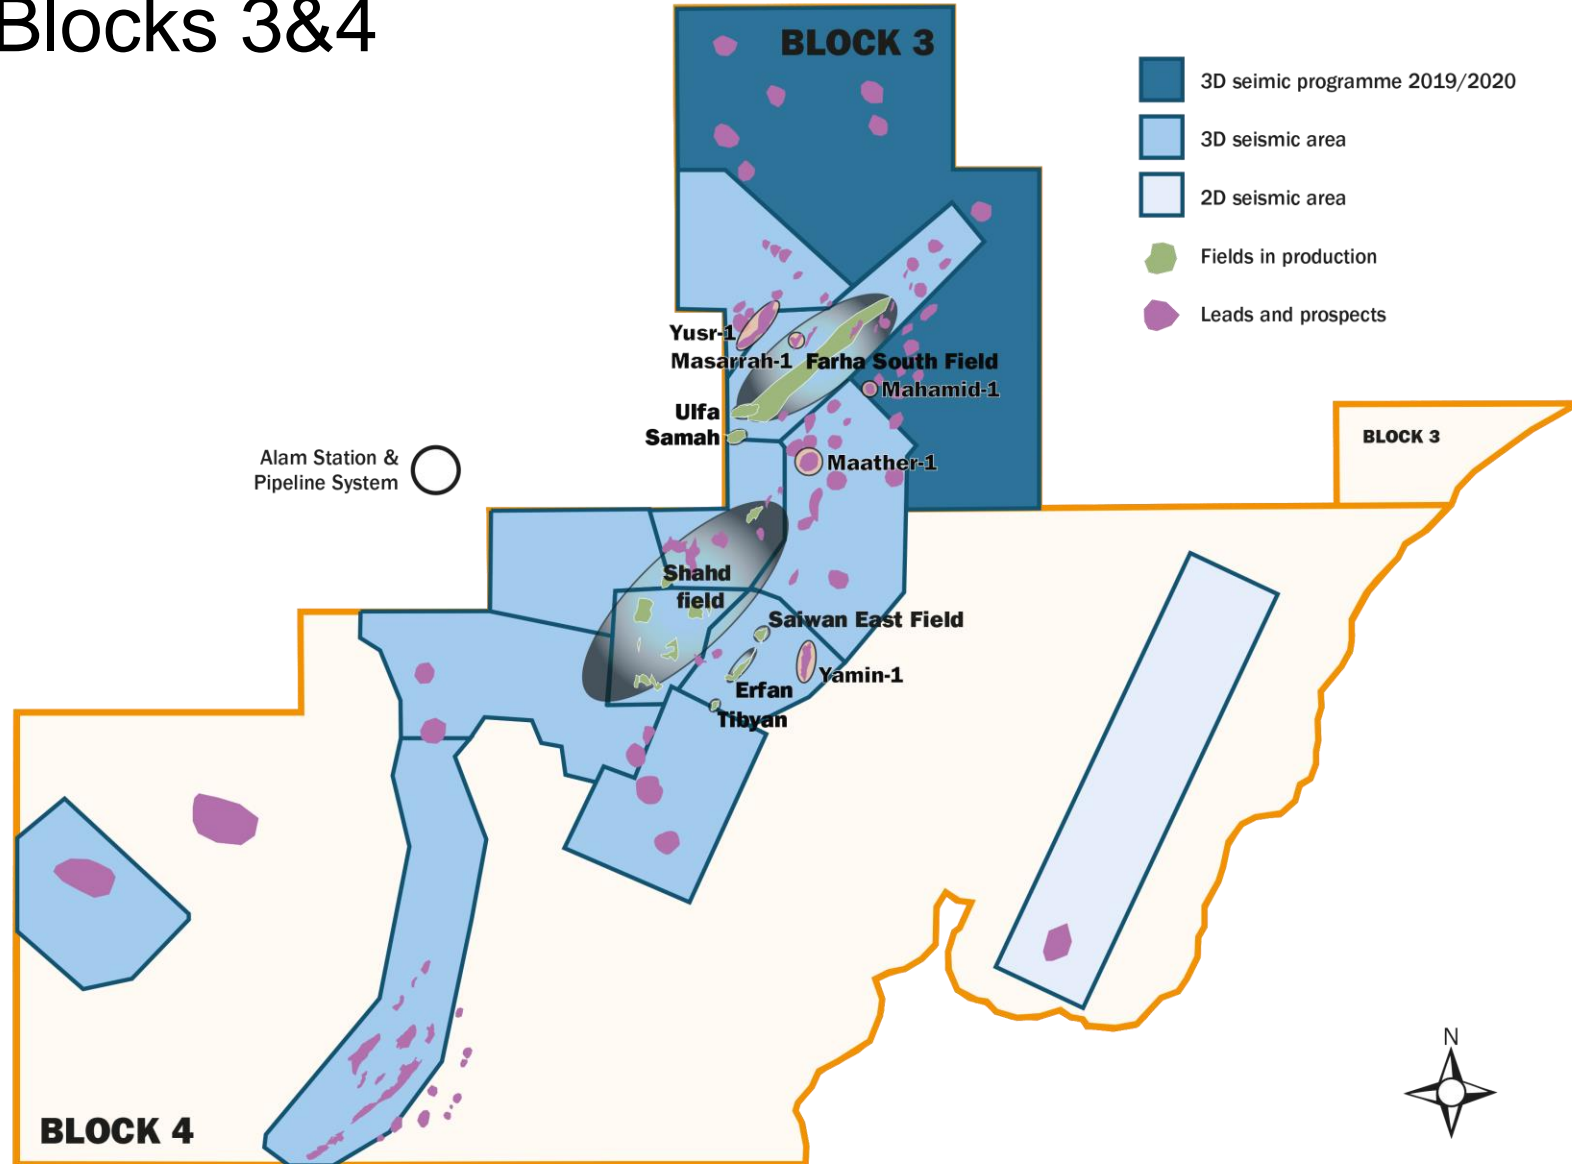 Blocks 3&4
BLOCK 3
3D seimic programme 2019/2020
3D seismic area
2D seismic area
Fields in production
Leads and prospects
Yusr-1
Masarrah-1
Farha South Field
Mahamid-1
Ulfa
Samah
Maather-1
BLOCK 3
Alam Station &
Pipeline System
Shahd
field
Saiwan East Field
Yamin-1
Erfan
Tibyan
N
BLOCK 4